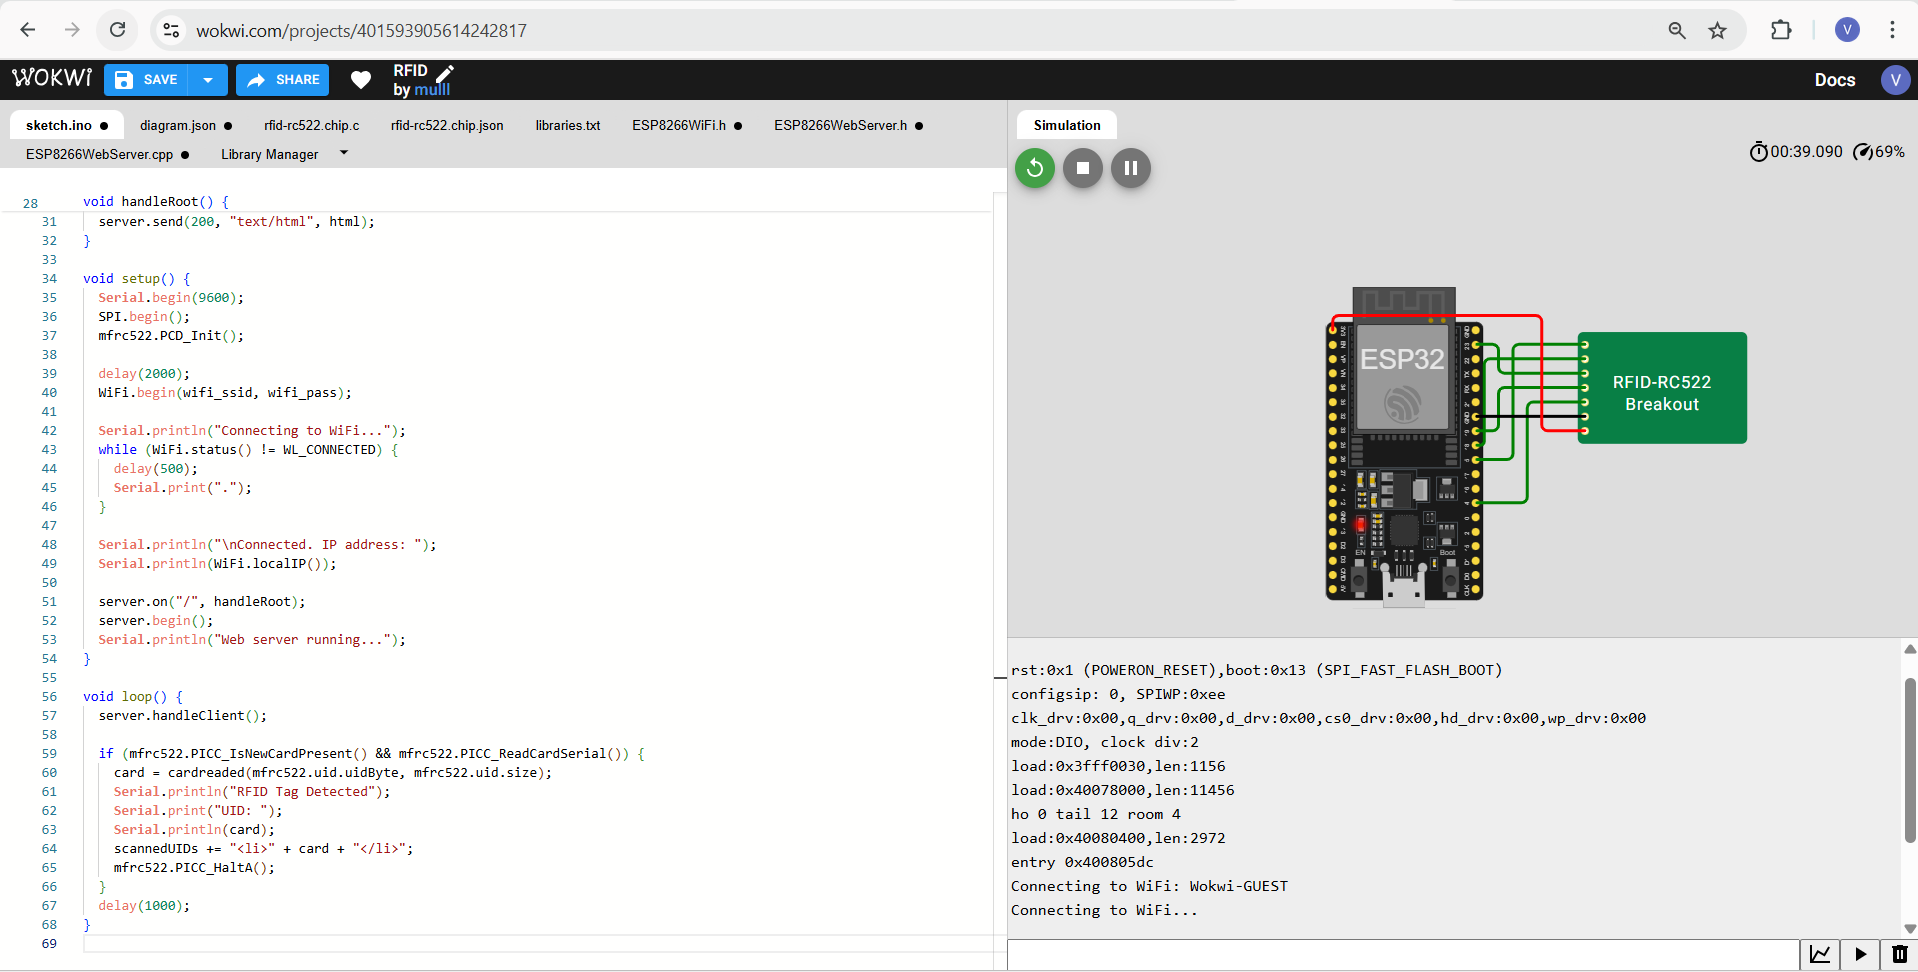 wokwi.com/projects/401593905614242817
V
WOKWi
SAVE
SHARE
RFID
by mulll
Docs
V
sketch.ino
diagram.json
rfid-rc522.chip.c
rfid-rc522.chip.json
libraries.txt
ESP8266WiFi.h
ESP8266WebServer.h
ESP8266WebServer.cpp
Library Manager
28 void handleRoot() {
31 server.send(200, "text/html", html);
32 }
33
34 void setup() {
35 Serial.begin(9600);
36 SPI.begin();
37 mfrc522.PCD_Init();
38
39 delay(2000);
40 WiFi.begin(wifi_ssid, wifi_pass);
41
42 Serial.println("Connecting to WiFi...");
43 while (WiFi.status() != WL_CONNECTED) {
44 delay(500);
45 Serial.print(".");
46 }
47
48 Serial.println("\nConnected. IP address: ");
49 Serial.println(WiFi.localIP());
50
51 server.on("/", handleRoot);
52 server.begin();
53 Serial.println("Web server running...");
54 }
55
56 void loop() {
57 server.handleClient();
58
59 if (mfrc522.PICC_IsNewCardPresent() && mfrc522.PICC_ReadCardSerial()) {
60 card = cardreaded(mfrc522.uid.uidByte, mfrc522.uid.size);
61 Serial.println("RFID Tag Detected");
62 Serial.print("UID: ");
63 Serial.println(card);
64 scannedUIDs += "<li>" + card + "</li>";
65 mfrc522.PICC_HaltA();
66 }
67 delay(1000);
68 }
69
Simulation
00:39.090
69%
ESP32
EN
Boot
RFID-RC522
Breakout
rst:0x1 (POWERON_RESET),boot:0x13 (SPI_FAST_FLASH_BOOT)
configsip: 0, SPIWP:0xee
clk_drv:0x00,q_drv:0x00,d_drv:0x00,cs0_drv:0x00,hd_drv:0x00,wp_drv:0x00
mode:DIO, clock div:2
load:0x3fff0030,len:1156
load:0x40078000,len:11456
ho 0 tail 12 room 4
load:0x40080400,len:2972
entry 0x400805dc
Connecting to WiFi: Wokwi-GUEST
Connecting to WiFi...